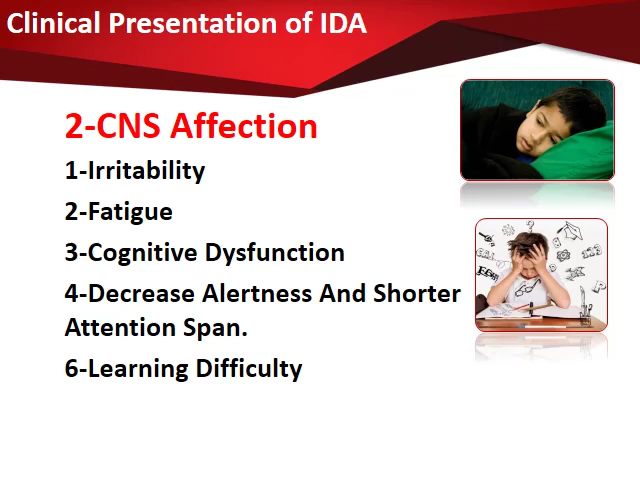 Clinical Presentation of IDA
2-CNS Affection
1-Irritability
2-Fatigue
3-Cognitive Dysfunction
4-Decrease Alertness And Shorter
Attention Span.
6-Learning Difficulty